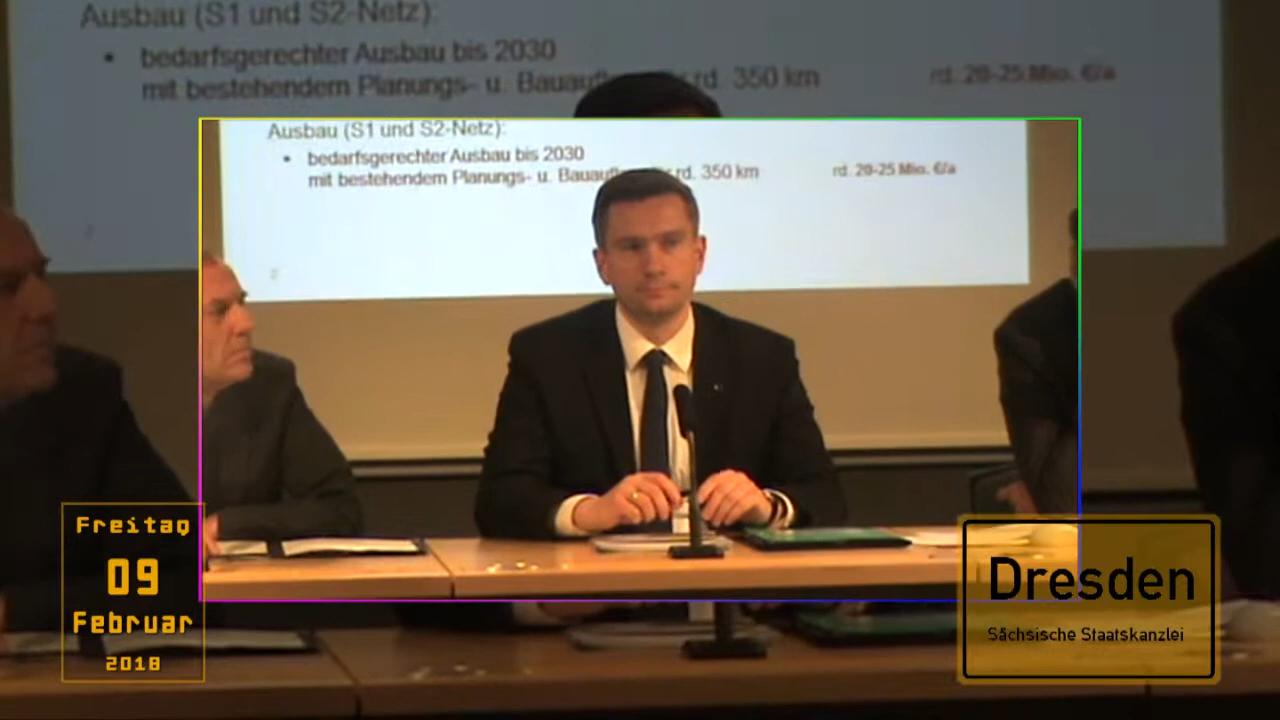 Ausbau (S1 und S2-Netz):
• bedarfsgerechter Ausbau bis 2030
mit bestehendem Planungs- u. rd. 350 km rd. 20-25 Mio. €/a
Ausbau (S1 und S2-Netz):
• bedarfsgerechter Ausbau bis 2030
mit bestehendem Planungs- u. rd. 350 km rd. 20-25 Mio. €/a
2
Freitag
09
Februar
2018
Dresden
Sächsische Staatskanzlei